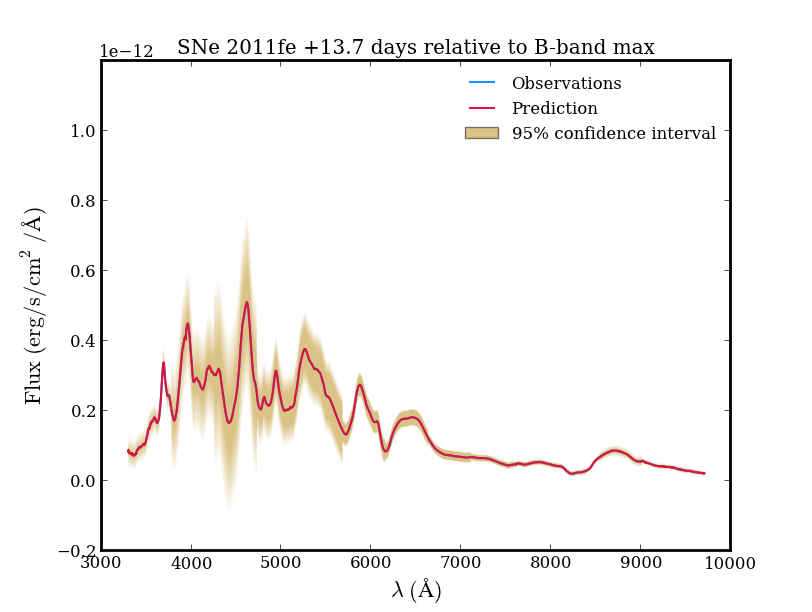 1e−12
SNe 2011fe +13.7 days relative to B-band max
Observations
Prediction
95% confidence interval
Flux (erg/s/cm² /Å)
1.0
0.8
0.6
0.4
0.2
0.0
−0.2
3000 4000 5000 6000 7000 8000 9000 10000
λ (Å)